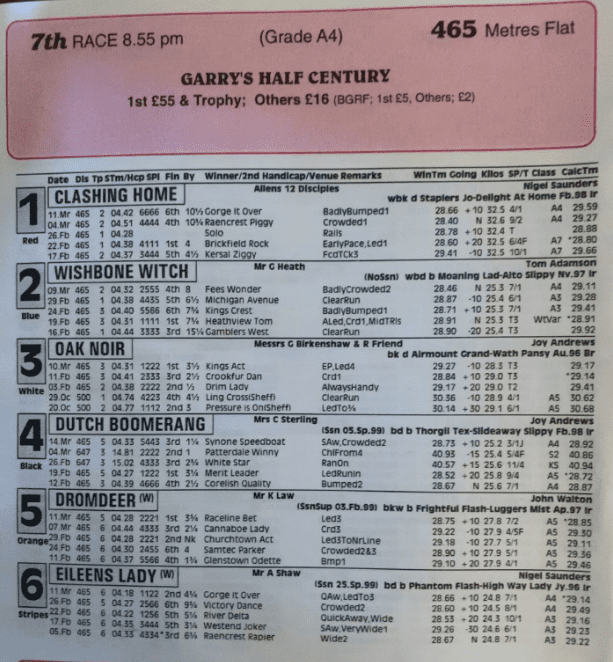 7th RACE 8.55 pm (Grade A4) 465 Metres Flat
GARRY'S HALF CENTURY
1st £55 & Trophy; Others £16 (BGRF; 1st £5, Others; £2)
Date Dis Tp STm/Hcp SPl Fin By Winner/2nd Handicap/Venue Remarks WinTm Going Kilos SP/T Class CalcTm
1 CLASHING HOME Allens 12 Disciples Nigel Saunders
Red wbk d Staplers Jo-Delight At Home Fb.98 Ir
11.Mr 465 2 04.42 6666 6th 10½ Gorge It Over BadlyBumped1 28.66 +10 32.5 4/1 A4 29.59
04.Mr 465 1 04.51 4444 4th 10¾ Raencrest Piggy Crowded1 28.40 N 32.6 9/2 A4 29.27
26.Fb 465 1 04.28 Solo Rails 28.78 +10 32.4 T 28.88
22.Fb 465 1 04.38 4111 1st 4 Brickfield Rock EarlyPace,Led1 28.60 +20 32.5 6/4F A7 *28.80
17.Fb 465 2 04.37 3444 5th 4½ Kersal Ziggy FcdTCk3 29.41 -10 32.5 10/1 A7 29.66
2 WISHBONE WITCH Mr G Heath Tom Adamson
Blue (NoSsn) wbd b Moaning Lad-Alto Slippy Nv.97 Ir
09.Mr 465 2 04.32 2555 4th 8 Fees Wonder BadlyCrowded2 28.46 N 25.3 7/1 A4 29.11
29.Fb 465 1 04.38 4435 5th 6½ Michigan Avenue ClearRun 28.87 -10 25.4 6/1 A3 29.28
24.Fb 465 3 04.40 5566 6th 7¾ Kings Crest BadlyBumped1 28.71 +10 25.3 7/1 A3 29.41
19.Fb 465 3 04.31 1111 1st 7¾ Heathview Tom ALed,Crd1,MidTRls 28.91 N 25.3 T3 WtVar *28.91
16.Fb 465 1 04.44 3333 3rd 15¼ Gamblers West ClearRun 28.90 -20 25.4 T3 29.92
3 OAK NOIR Messrs G Birkenshaw & R Friend Joy Andrews
White bk d Airmount Grand-Wath Pansy Au.96 Br
10.Mr 465 3 04.31 1222 1st 3½ Kings Act EP,Led4 29.27 -10 28.3 T3 29.17
11.Fb 465 3 04.41 2333 3rd 2½ Crookfur Dan Crd1 28.84 +10 29.0 T3 *29.14
03.Fb 465 2 04.38 2222 2nd ½ Drim Lady AlwaysHandy 29.17 +20 29.0 T2 29.41
29.Oc 500 1 04.74 4223 4th 4½ Ling Cross(Sheff) ClearRun 30.36 -10 28.9 4/1 A5 30.62
20.Oc 500 2 04.77 1112 2nd 3 Pressure is On(Sheff) LedTo¾ 30.14 +30 29.1 6/1 A5 30.68
4 DUTCH BOOMERANG Mrs C Sterling Joy Andrews
Black (Ssn 05.Sp.99) bd b Thorgil Tex-Slideaway Slippy Fb.98 Ir
14.Mr 465 5 04.33 5443 3rd 1¼ Synone Speedboat SAw,Crowded2 28.73 +10 25.2 3/1J A4 28.92
04.Mr 647 3 14.81 2222 2nd 1 Patterdale Winny ChlFrom4 40.93 -15 25.4 5/4F S2 40.86
26.Fb 647 3 15.02 4333 3rd 2¾ White Star RanOn 40.57 +15 25.6 11/4 K5 40.94
19.Fb 465 5 04.27 1222 1st 3¼ Merit Leader LedRunIn 28.52 +20 25.8 9/4 A5 *28.72
12.Fb 465 3 04.39 4666 4th 2½ Corelish Quality Bumped2 28.67 N 25.6 7/1 A4 28.87
5 DROMDEER (W) Mr K Law John Walton
Orange (SsnSup 03.Fb.99) bkw b Frightful Flash-Luggers Mist Ap.97 Ir
11.Mr 465 5 04.28 2221 1st 3¾ Raceline Bet Led3 28.75 +10 27.8 7/2 A5 *28.85
07.Mr 465 6 04.44 4333 3rd 2¼ Cannaboe Lady Crd3 29.22 -10 27.9 4/5F A5 29.30
29.Fb 465 6 04.28 2221 2nd Nk Churchtown Act Led3ToNrLine 29.18 -10 27.7 5/1 A5 29.11
24.Fb 465 6 04.30 2455 6th 4 Samtec Parker Crowded2&3 28.90 +10 27.9 5/1 A5 29.36
11.Fb 465 6 04.37 5566 4th 1¾ Glenstown Odette Bmp1 29.10 +20 27.9 4/1 A5 29.46
6 EILEENS LADY (W) Mr A Shaw Nigel Saunders
Stripes (Ssn 25.Sp.99) bd b Phantom Flash-High Way Lady Jy.96 Ir
11.Mr 465 6 04.18 1122 2nd 4¾ Gorge It Over QAw,LedTo3 28.66 +10 24.8 7/1 A4 *29.14
26.Fb 465 5 04.27 2566 6th 9¾ Victory Dance Crowded2 28.60 +10 24.5 8/1 A4 29.49
22.Fb 465 6 04.22 1256 5th 5¼ River Delta QuickAway,Wide 28.53 +20 24.3 10/1 A3 29.16
17.Fb 465 6 04.35 3444 5th 3¼ Westend Joker SAw,VeryWide1 29.26 -30 24.6 6/1 A3 29.23
05.Fb 465 6 04.33 4334 *3rd 6¾ Raencrest Rapier Wide2 28.67 N 24.8 7/1 A3 29.22